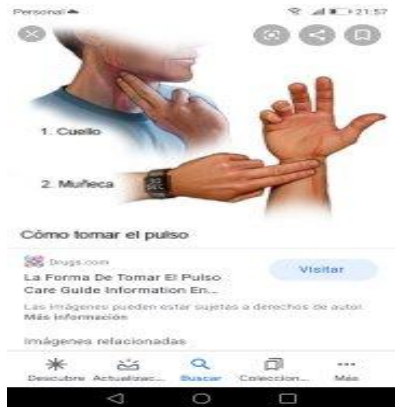 Personal
21:57
1. Cuello
2. Muñeca
Cómo tomar el pulso
Drugs.com
La Forma De Tomar El Pulso
Care Guide Information En...
Visitar
Las imágenes pueden estar sujetas a derechos de autor.
Más información
Imágenes relacionadas
Descubre Actualizac... Buscar Coleccion... Más